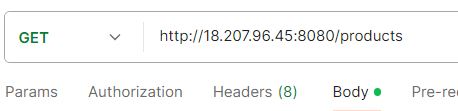 GET http://18.207.96.45:8080/products
Params Authorization Headers (8) Body Pre-re